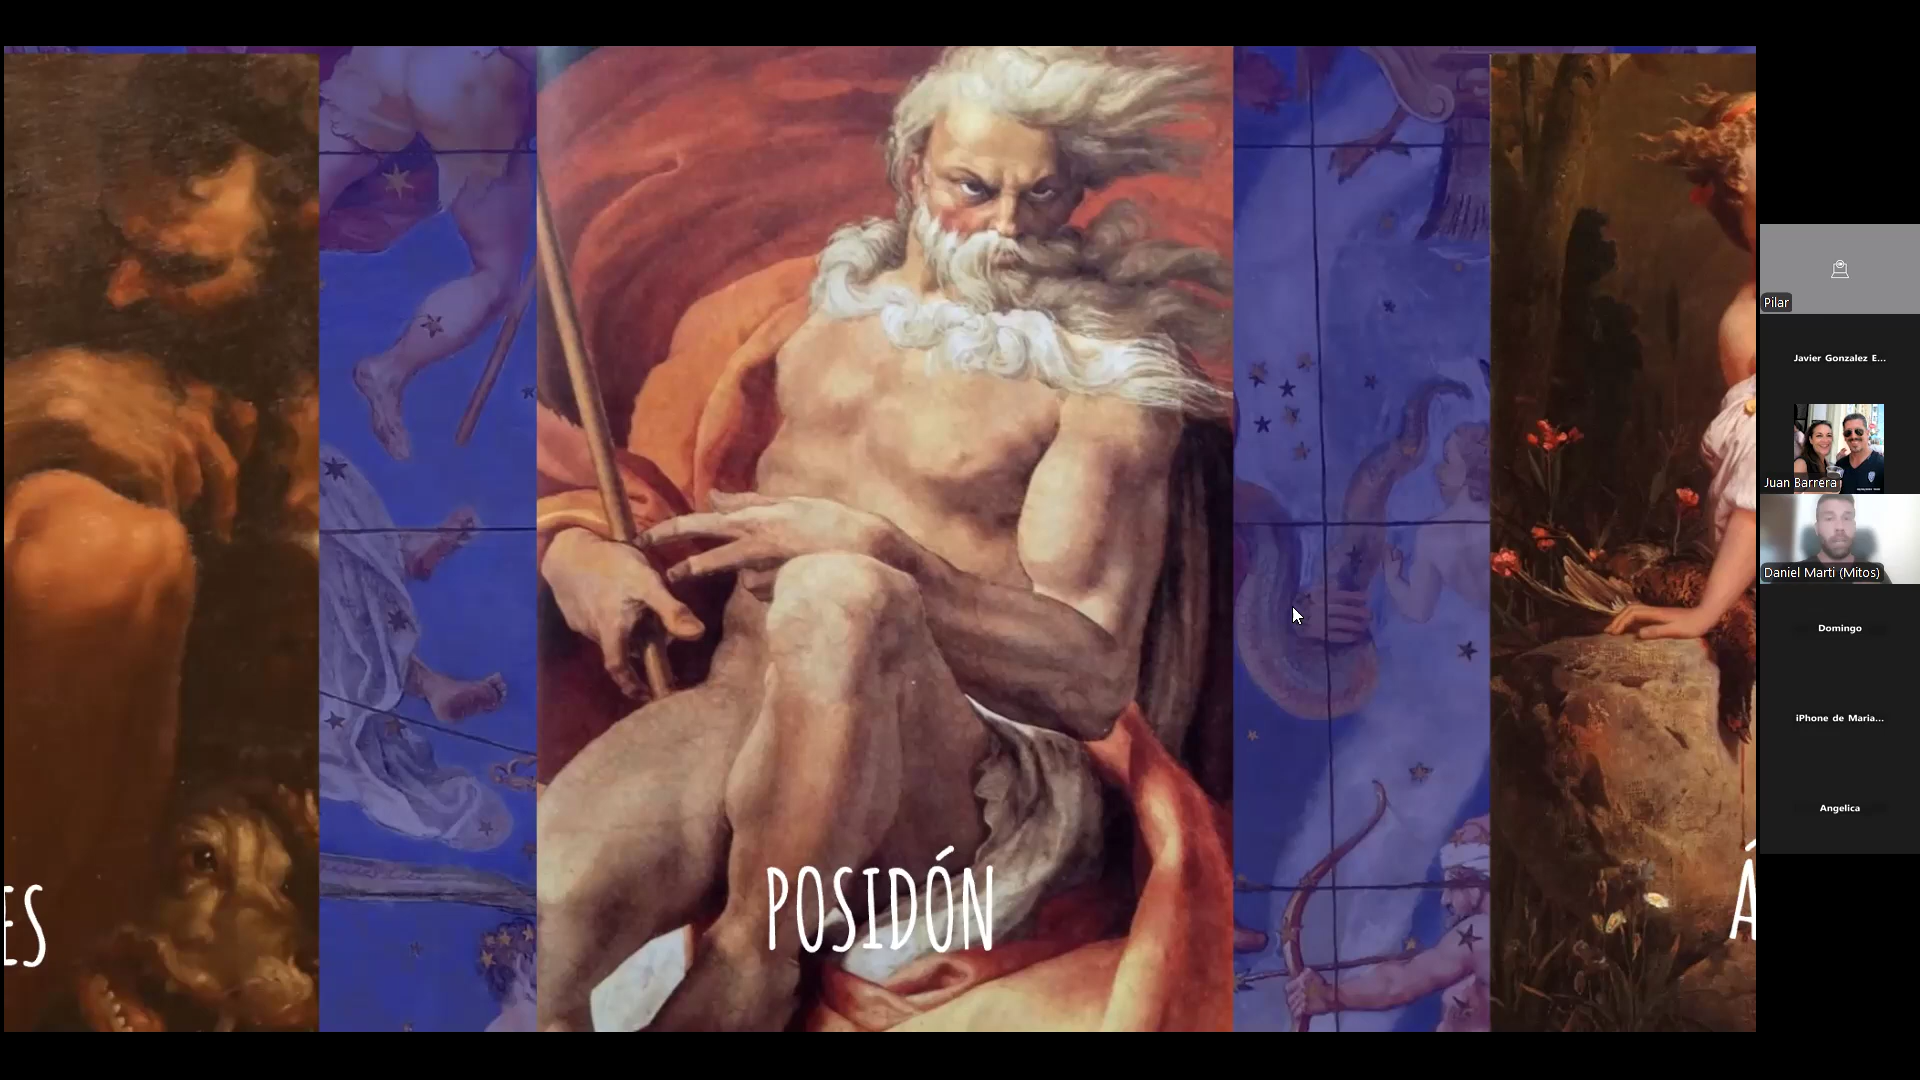 ES
POSIDÓN
Á
Pilar
Javier Gonzalez E...
Juan Barrera
Daniel Marti (Mitos)
Domingo
iPhone de Maria...
Angelica